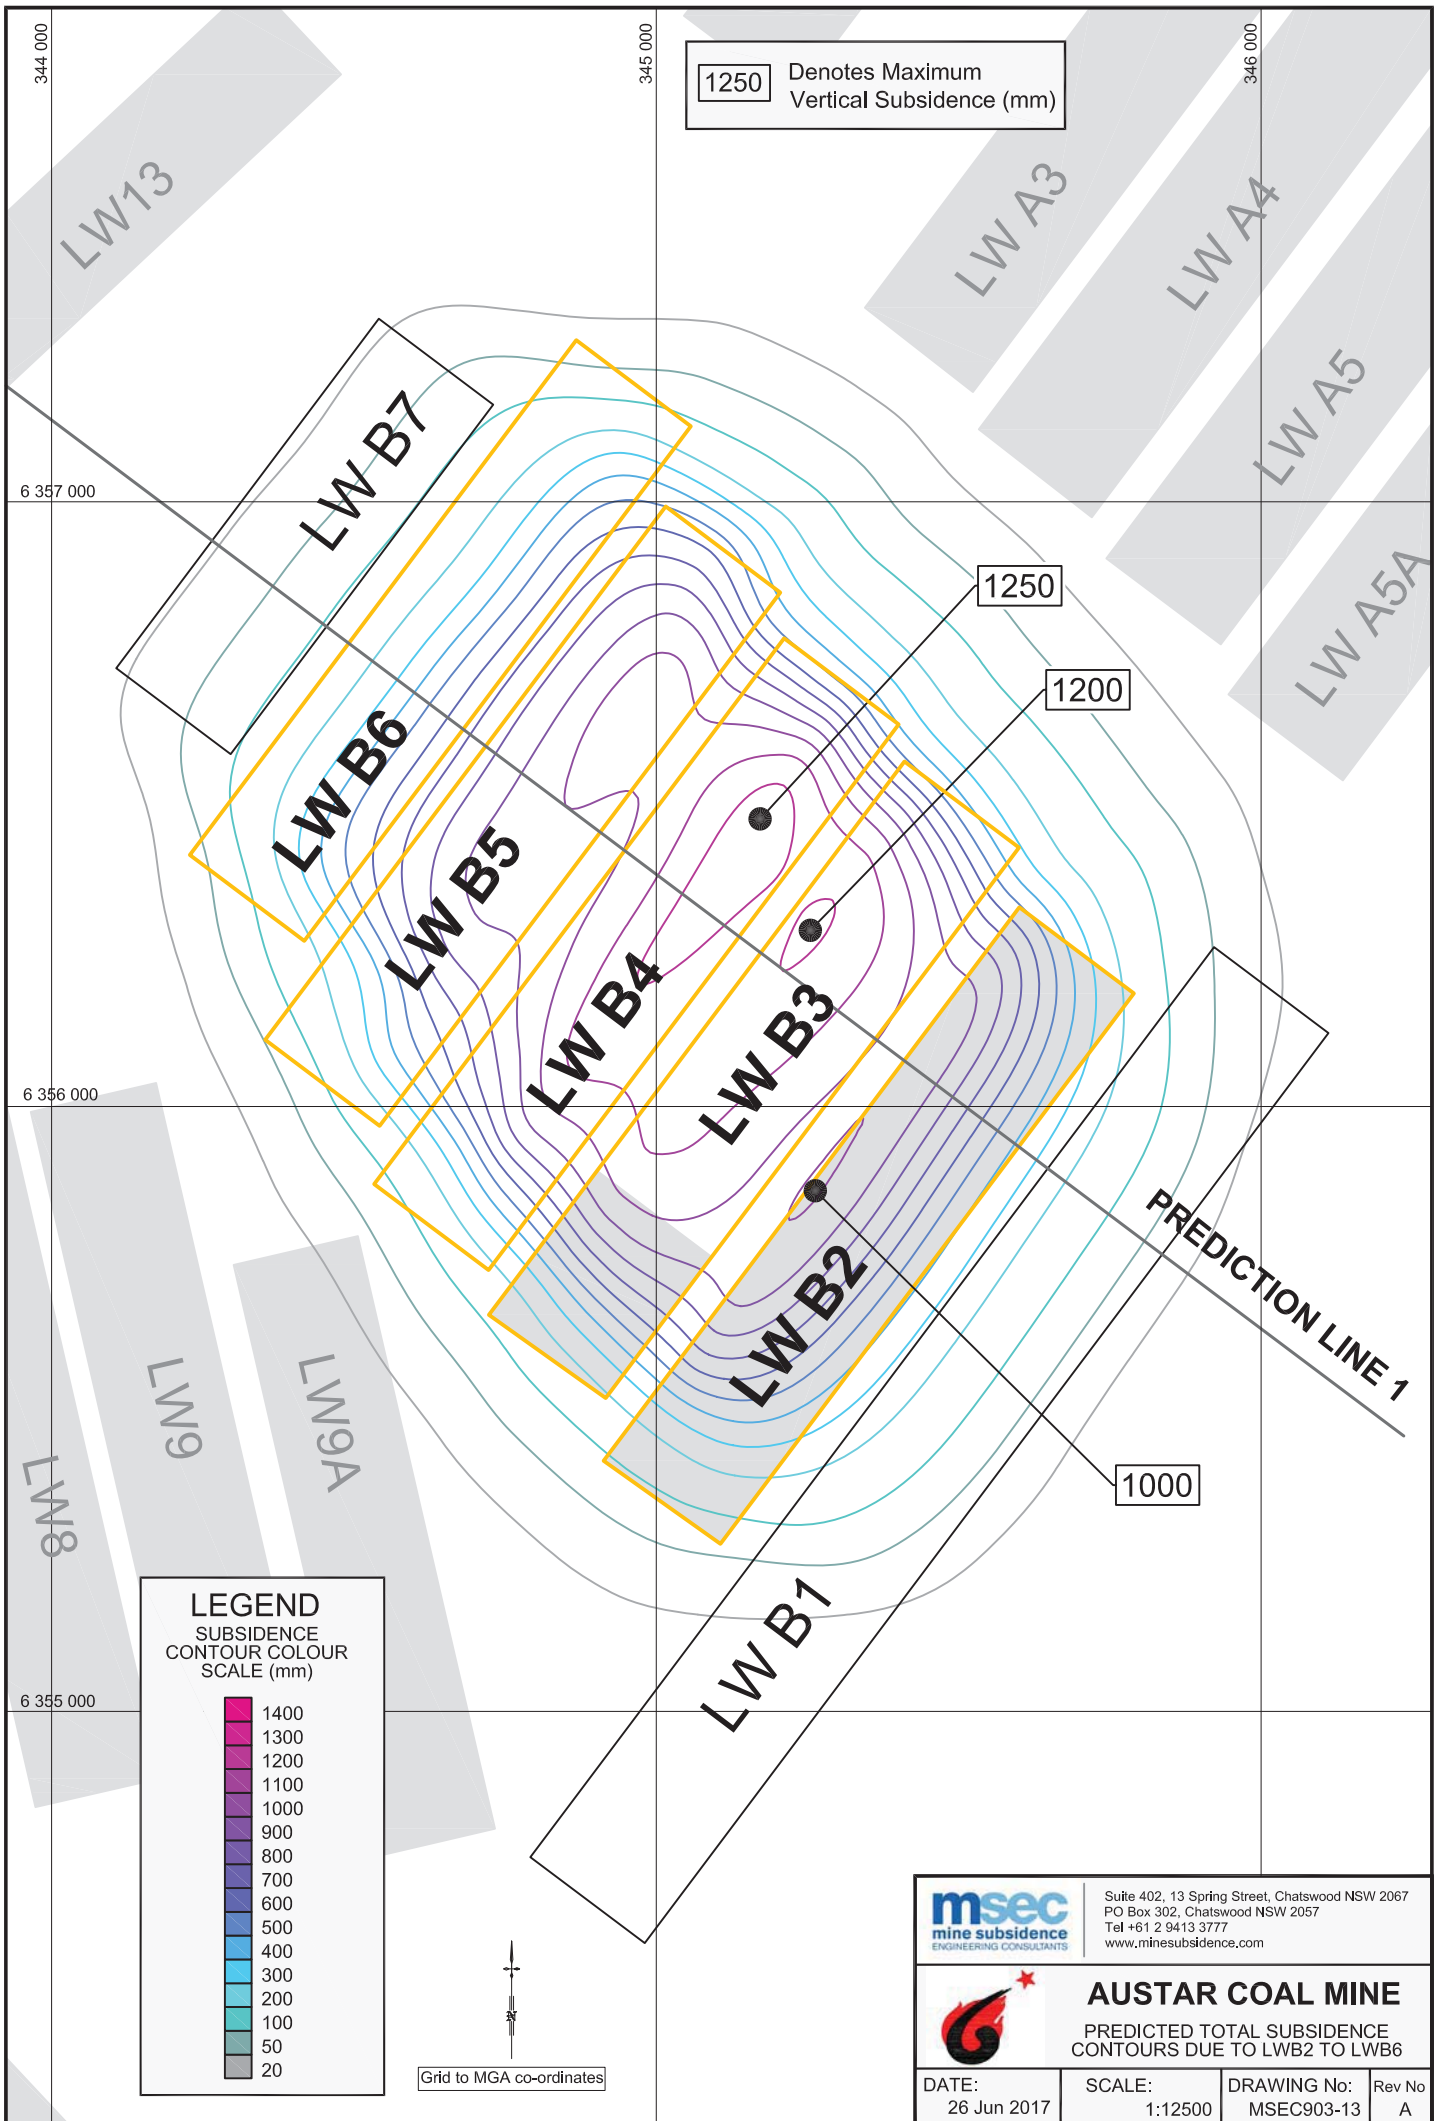 344 000
345 000
346 000
1250
Denotes Maximum
Vertical Subsidence (mm)
LW13
LW A3
LW A4
LW A5
LW A5A
LW B7
6 357 000
1250
1200
LW B6
LW B5
LW B4
LW B3
6 356 000
PREDICTION LINE 1
LW B2
LW9
LW9A
LW8
1000
LW B1
LEGEND
SUBSIDENCE
CONTOUR COLOUR
SCALE (mm)
6 355 000
1400
1300
1200
1100
1000
900
800
700
600
500
400
300
200
100
50
20
N
Grid to MGA co-ordinates
msec
mine subsidence
ENGINEERING CONSULTANTS
Suite 402, 13 Spring Street, Chatswood NSW 2067
PO Box 302, Chatswood NSW 2057
Tel +61 2 9413 3777
www.minesubsidence.com
AUSTAR COAL MINE
PREDICTED TOTAL SUBSIDENCE
CONTOURS DUE TO LWB2 TO LWB6
DATE:
26 Jun 2017
SCALE:
1:12500
DRAWING No:
MSEC903-13
Rev No
A